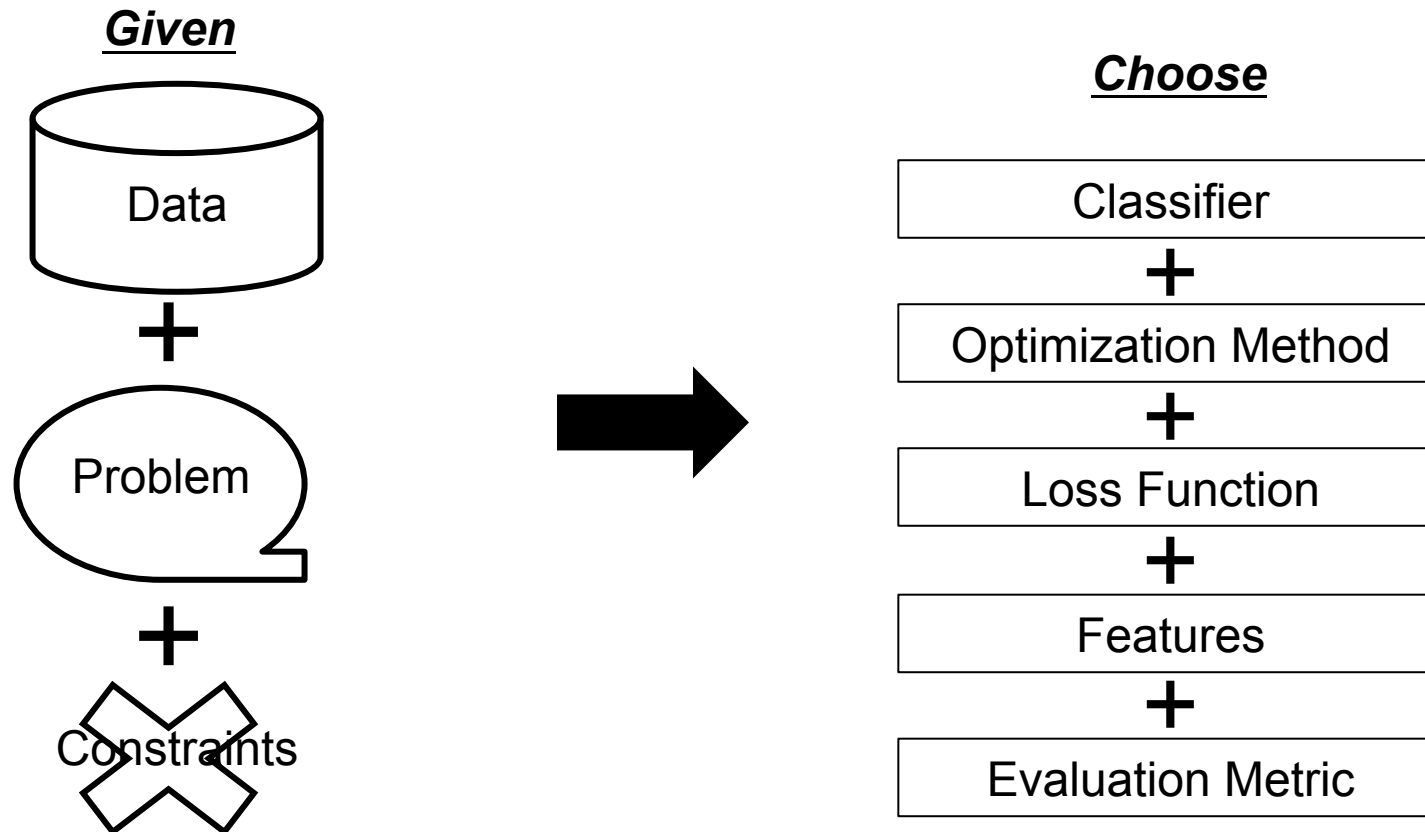 Given
Data
+
Problem
+
Constraints
Choose
Classifier
+
Optimization Method
+
Loss Function
+
Features
+
Evaluation Metric